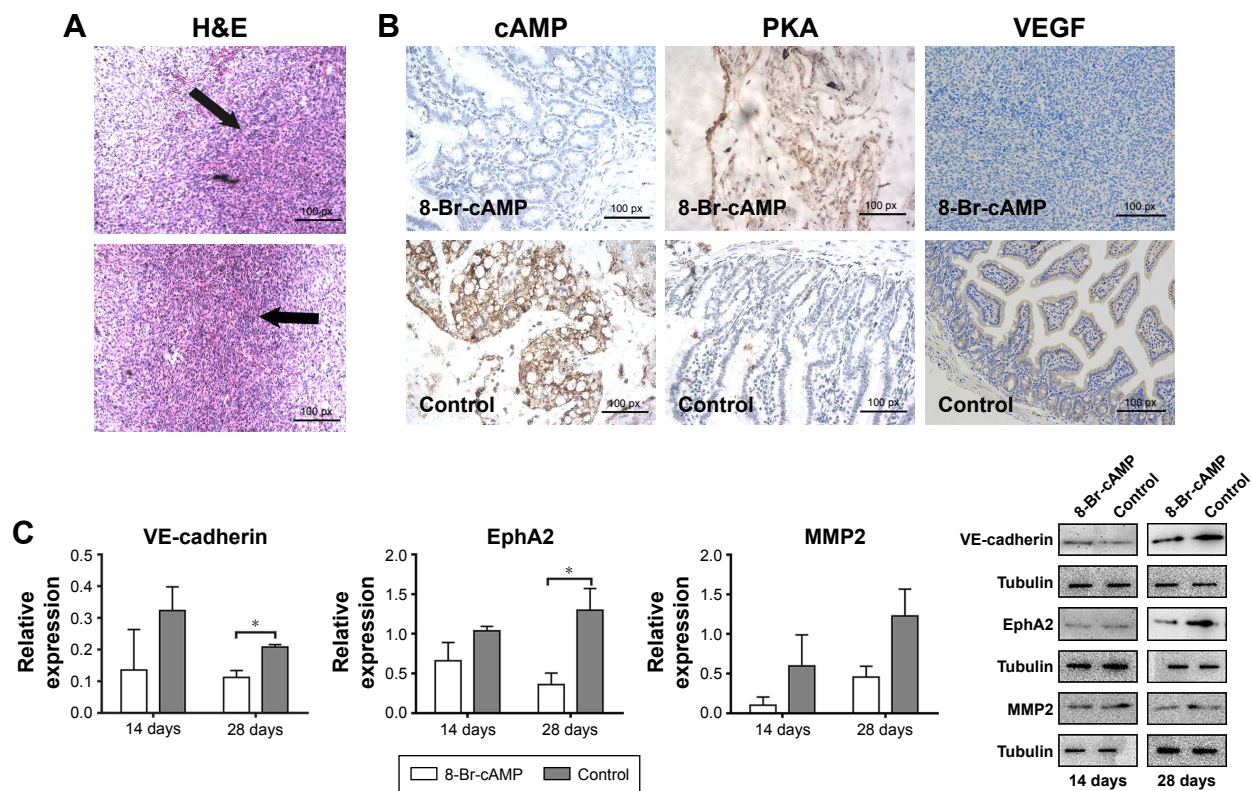 A
H&E
B
cAMP
PKA
VEGF
100 px
100 px
8-Br-cAMP
100 px
8-Br-cAMP
100 px
8-Br-cAMP
100 px
Control
100 px
Control
100 px
Control
100 px
C
VE-cadherin
Relative
expression
0.5
0.4
0.3
0.2
0.1
0.0
*
14 days
28 days
EphA2
Relative
expression
2.0
1.5
1.0
0.5
0.0
*
14 days
28 days
MMP2
Relative
expression
2.0
1.5
1.0
0.5
0.0
14 days
28 days
8-Br-cAMP
Control
8-Br-cAMP
Control
8-Br-cAMP
Control
VE-cadherin
Tubulin
EphA2
Tubulin
MMP2
Tubulin
14 days
28 days